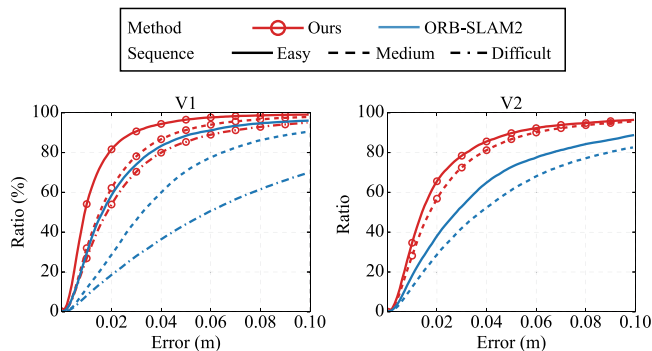 Method Ours ORB-SLAM2
Sequence Easy Medium Difficult
V1 V2
100 100
80 80
60 60
40 40
20 20
0 0
Ratio (%) Ratio
0.02 0.04 0.06 0.08 0.10 0.02 0.04 0.06 0.08 0.10
Error (m) Error (m)